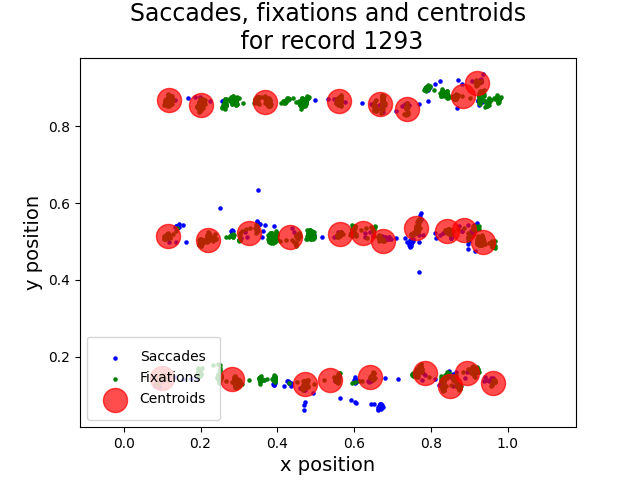 Saccades, fixations and centroids
for record 1293
y position
0.8
0.6
0.4
0.2
Saccades
Fixations
Centroids
0.0 0.2 0.4 0.6 0.8 1.0
x position